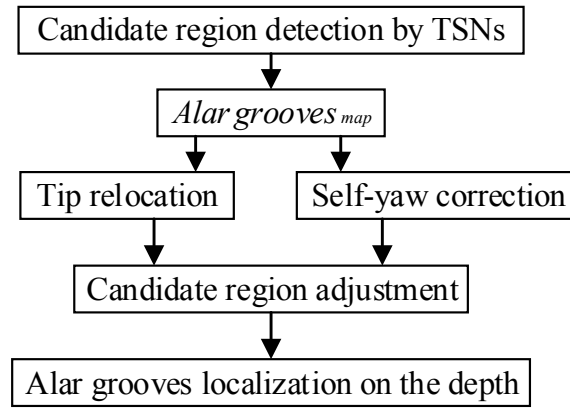 Candidate region detection by TSNs
Alar grooves map
Tip relocation
Self-yaw correction
Candidate region adjustment
Alar grooves localization on the depth